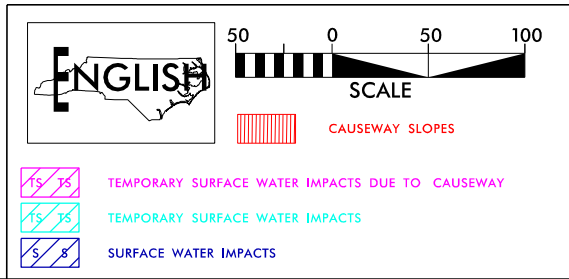 ENGLISH
50 0 50 100
SCALE
CAUSEWAY SLOPES
TS TS TEMPORARY SURFACE WATER IMPACTS DUE TO CAUSEWAY
TS TS TEMPORARY SURFACE WATER IMPACTS
S S SURFACE WATER IMPACTS